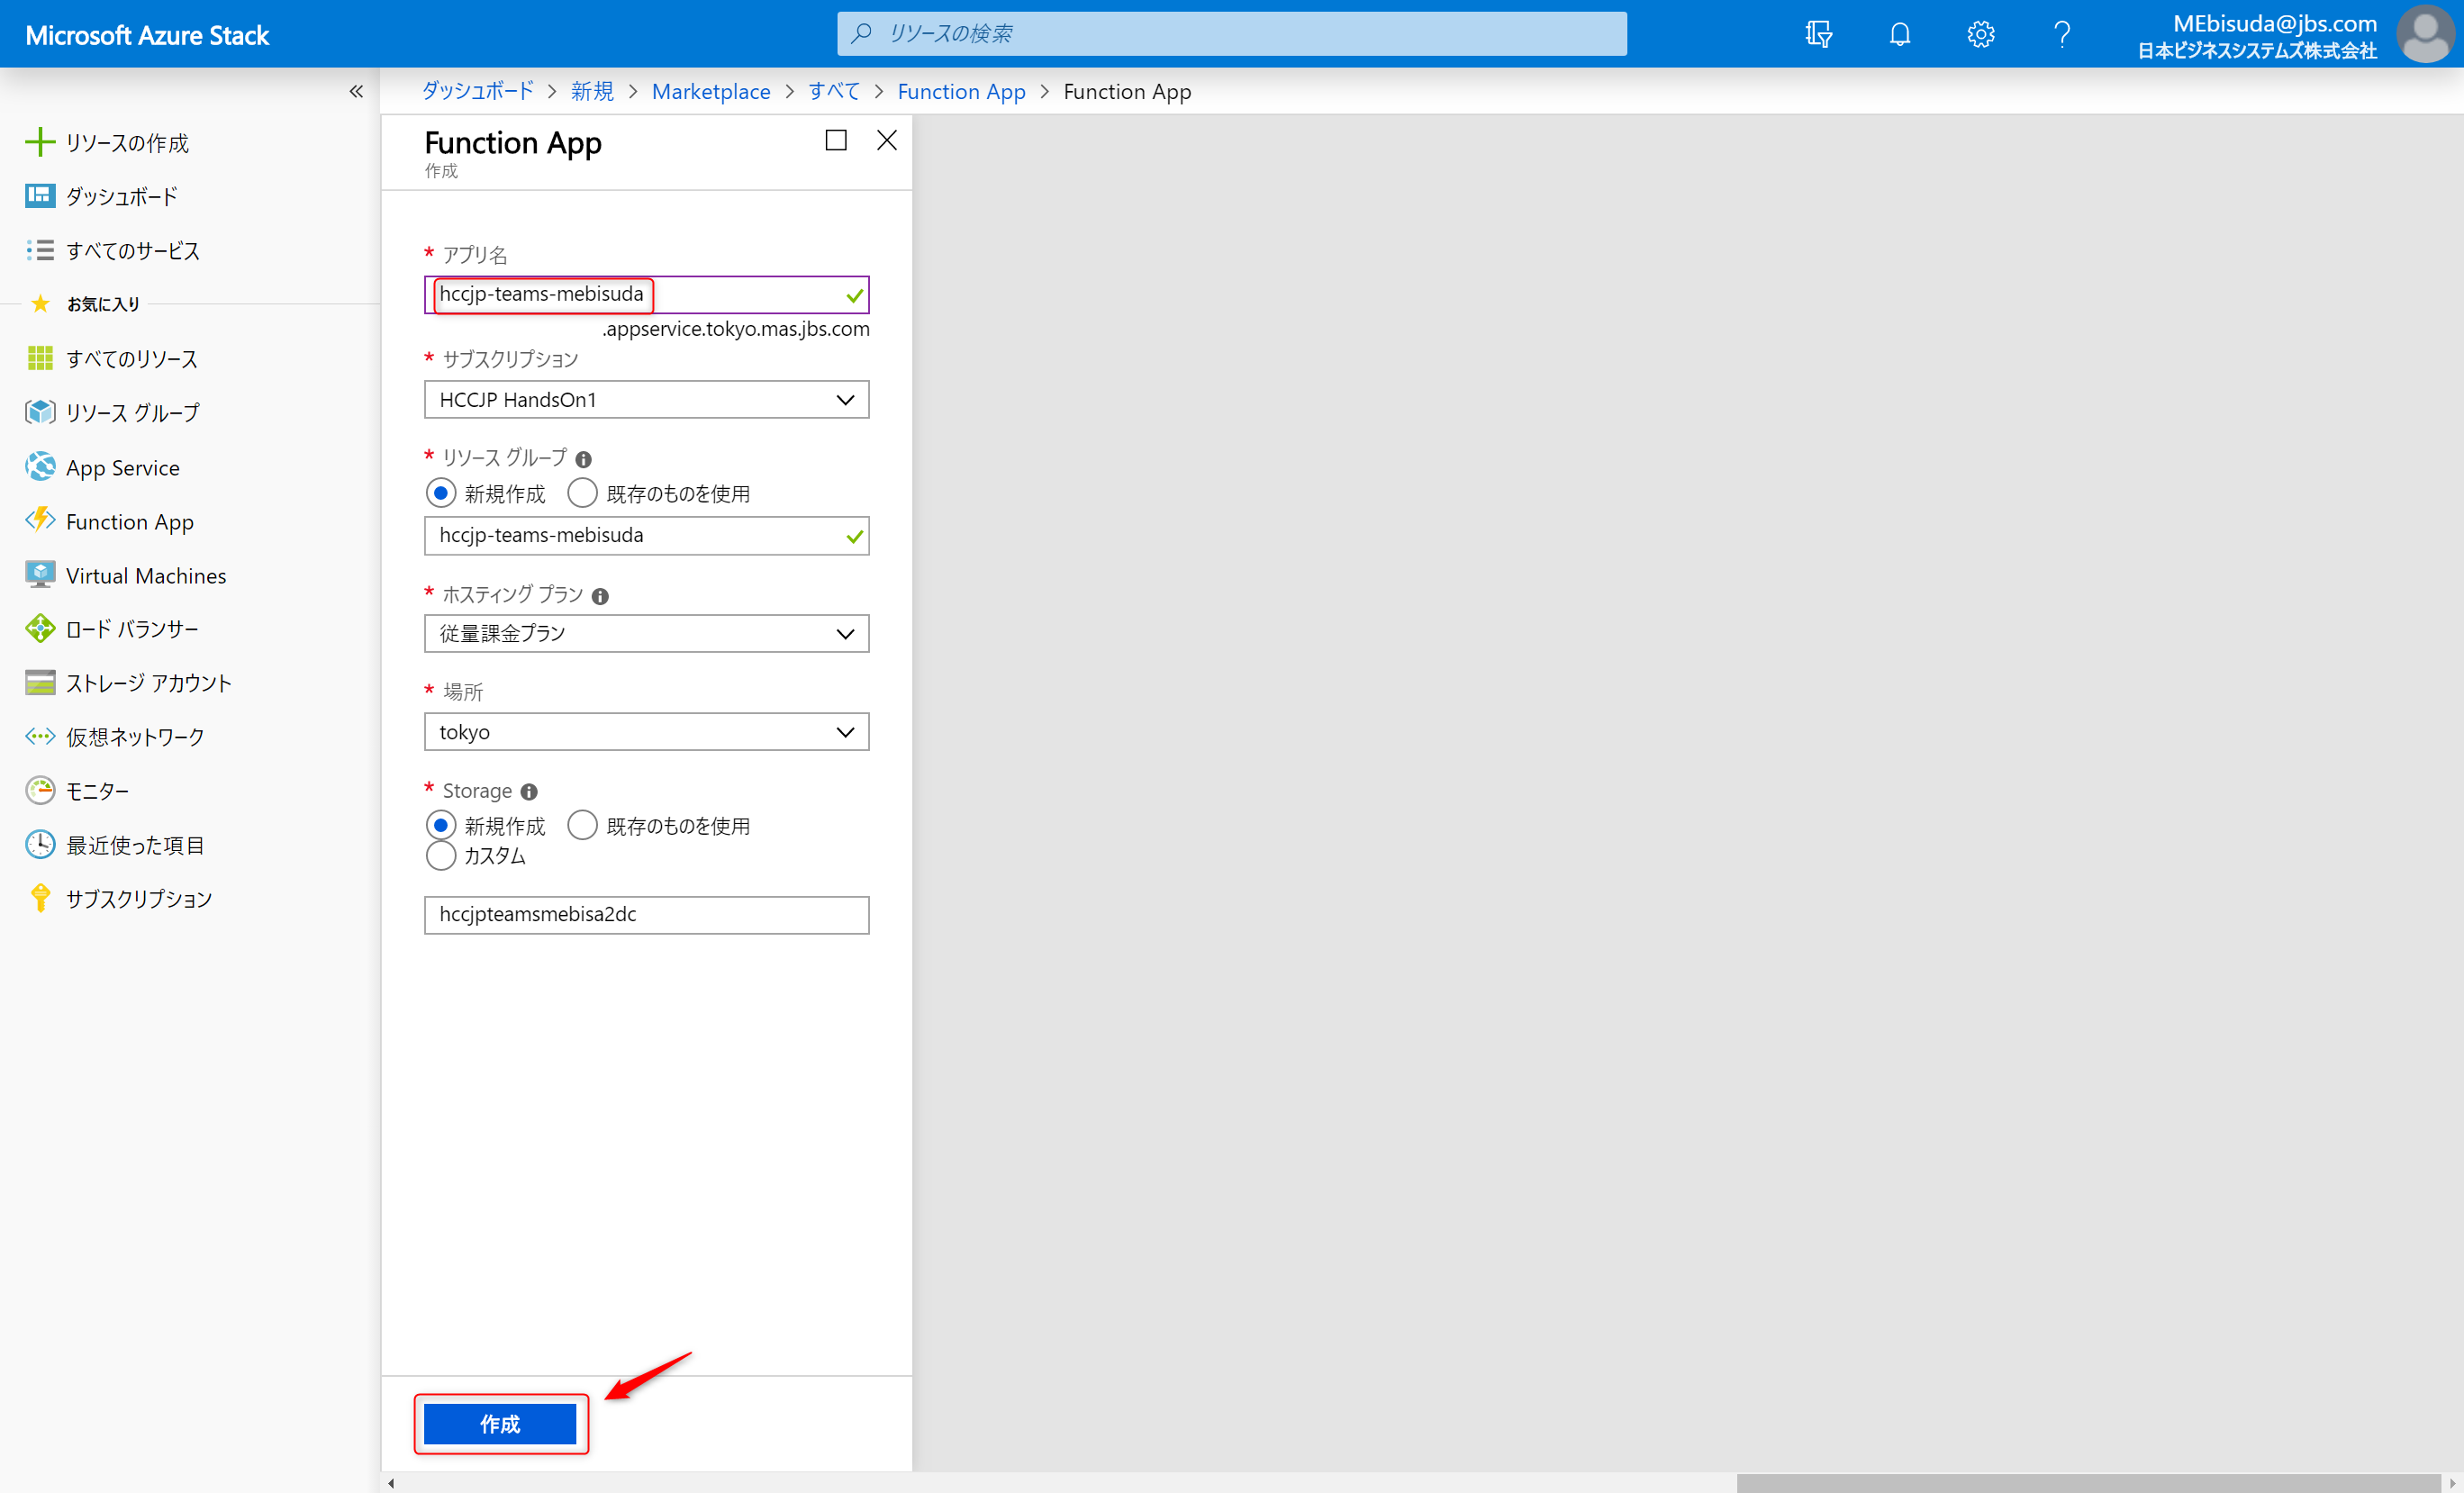 Microsoft Azure Stack
リソースの検索
MEbisuda@jbs.com
日本ビジネスシステムズ株式会社
ダッシュボード > 新規 > Marketplace > すべて > Function App > Function App
リソースの作成
ダッシュボード
すべてのサービス
お気に入り
すべてのリソース
リソース グループ
App Service
Function App
Virtual Machines
ロード バランサー
ストレージ アカウント
仮想ネットワーク
モニター
最近使った項目
サブスクリプション
Function App
作成
* アプリ名
hccjp-teams-mebisuda
.appservice.tokyo.mas.jbs.com
* サブスクリプション
HCCJP HandsOn1
* リソース グループ
新規作成 既存のものを使用
hccjp-teams-mebisuda
* ホスティング プラン
従量課金プラン
* 場所
tokyo
* Storage
新規作成 既存のものを使用
カスタム
hccjpteamsmebisa2dc
作成